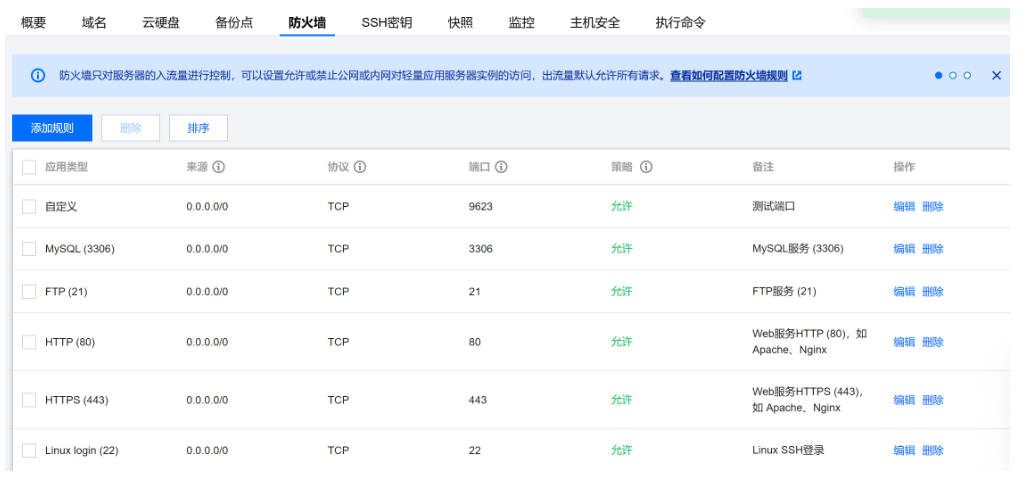 概要 域名 云硬盘 备份点 防火墙 SSH密钥 快照 监控 主机安全 执行命令
防火墙只对服务器的入流量进行控制，可以设置允许或禁止公网或内网对轻量应用服务器实例的访问，出流量默认允许所有请求。查看如何配置防火墙规则
添加规则 删除 排序
应用类型 来源 协议 端口 策略 备注 操作
自定义 0.0.0.0/0 TCP 9623 允许 测试端口 编辑 删除
MySQL (3306) 0.0.0.0/0 TCP 3306 允许 MySQL服务 (3306) 编辑 删除
FTP (21) 0.0.0.0/0 TCP 21 允许 FTP服务 (21) 编辑 删除
HTTP (80) 0.0.0.0/0 TCP 80 允许 Web服务HTTP (80)，如
Apache、Nginx 编辑 删除
HTTPS (443) 0.0.0.0/0 TCP 443 允许 Web服务HTTPS (443),
如 Apache、Nginx 编辑 删除
Linux login (22) 0.0.0.0/0 TCP 22 允许 Linux SSH登录 编辑 删除